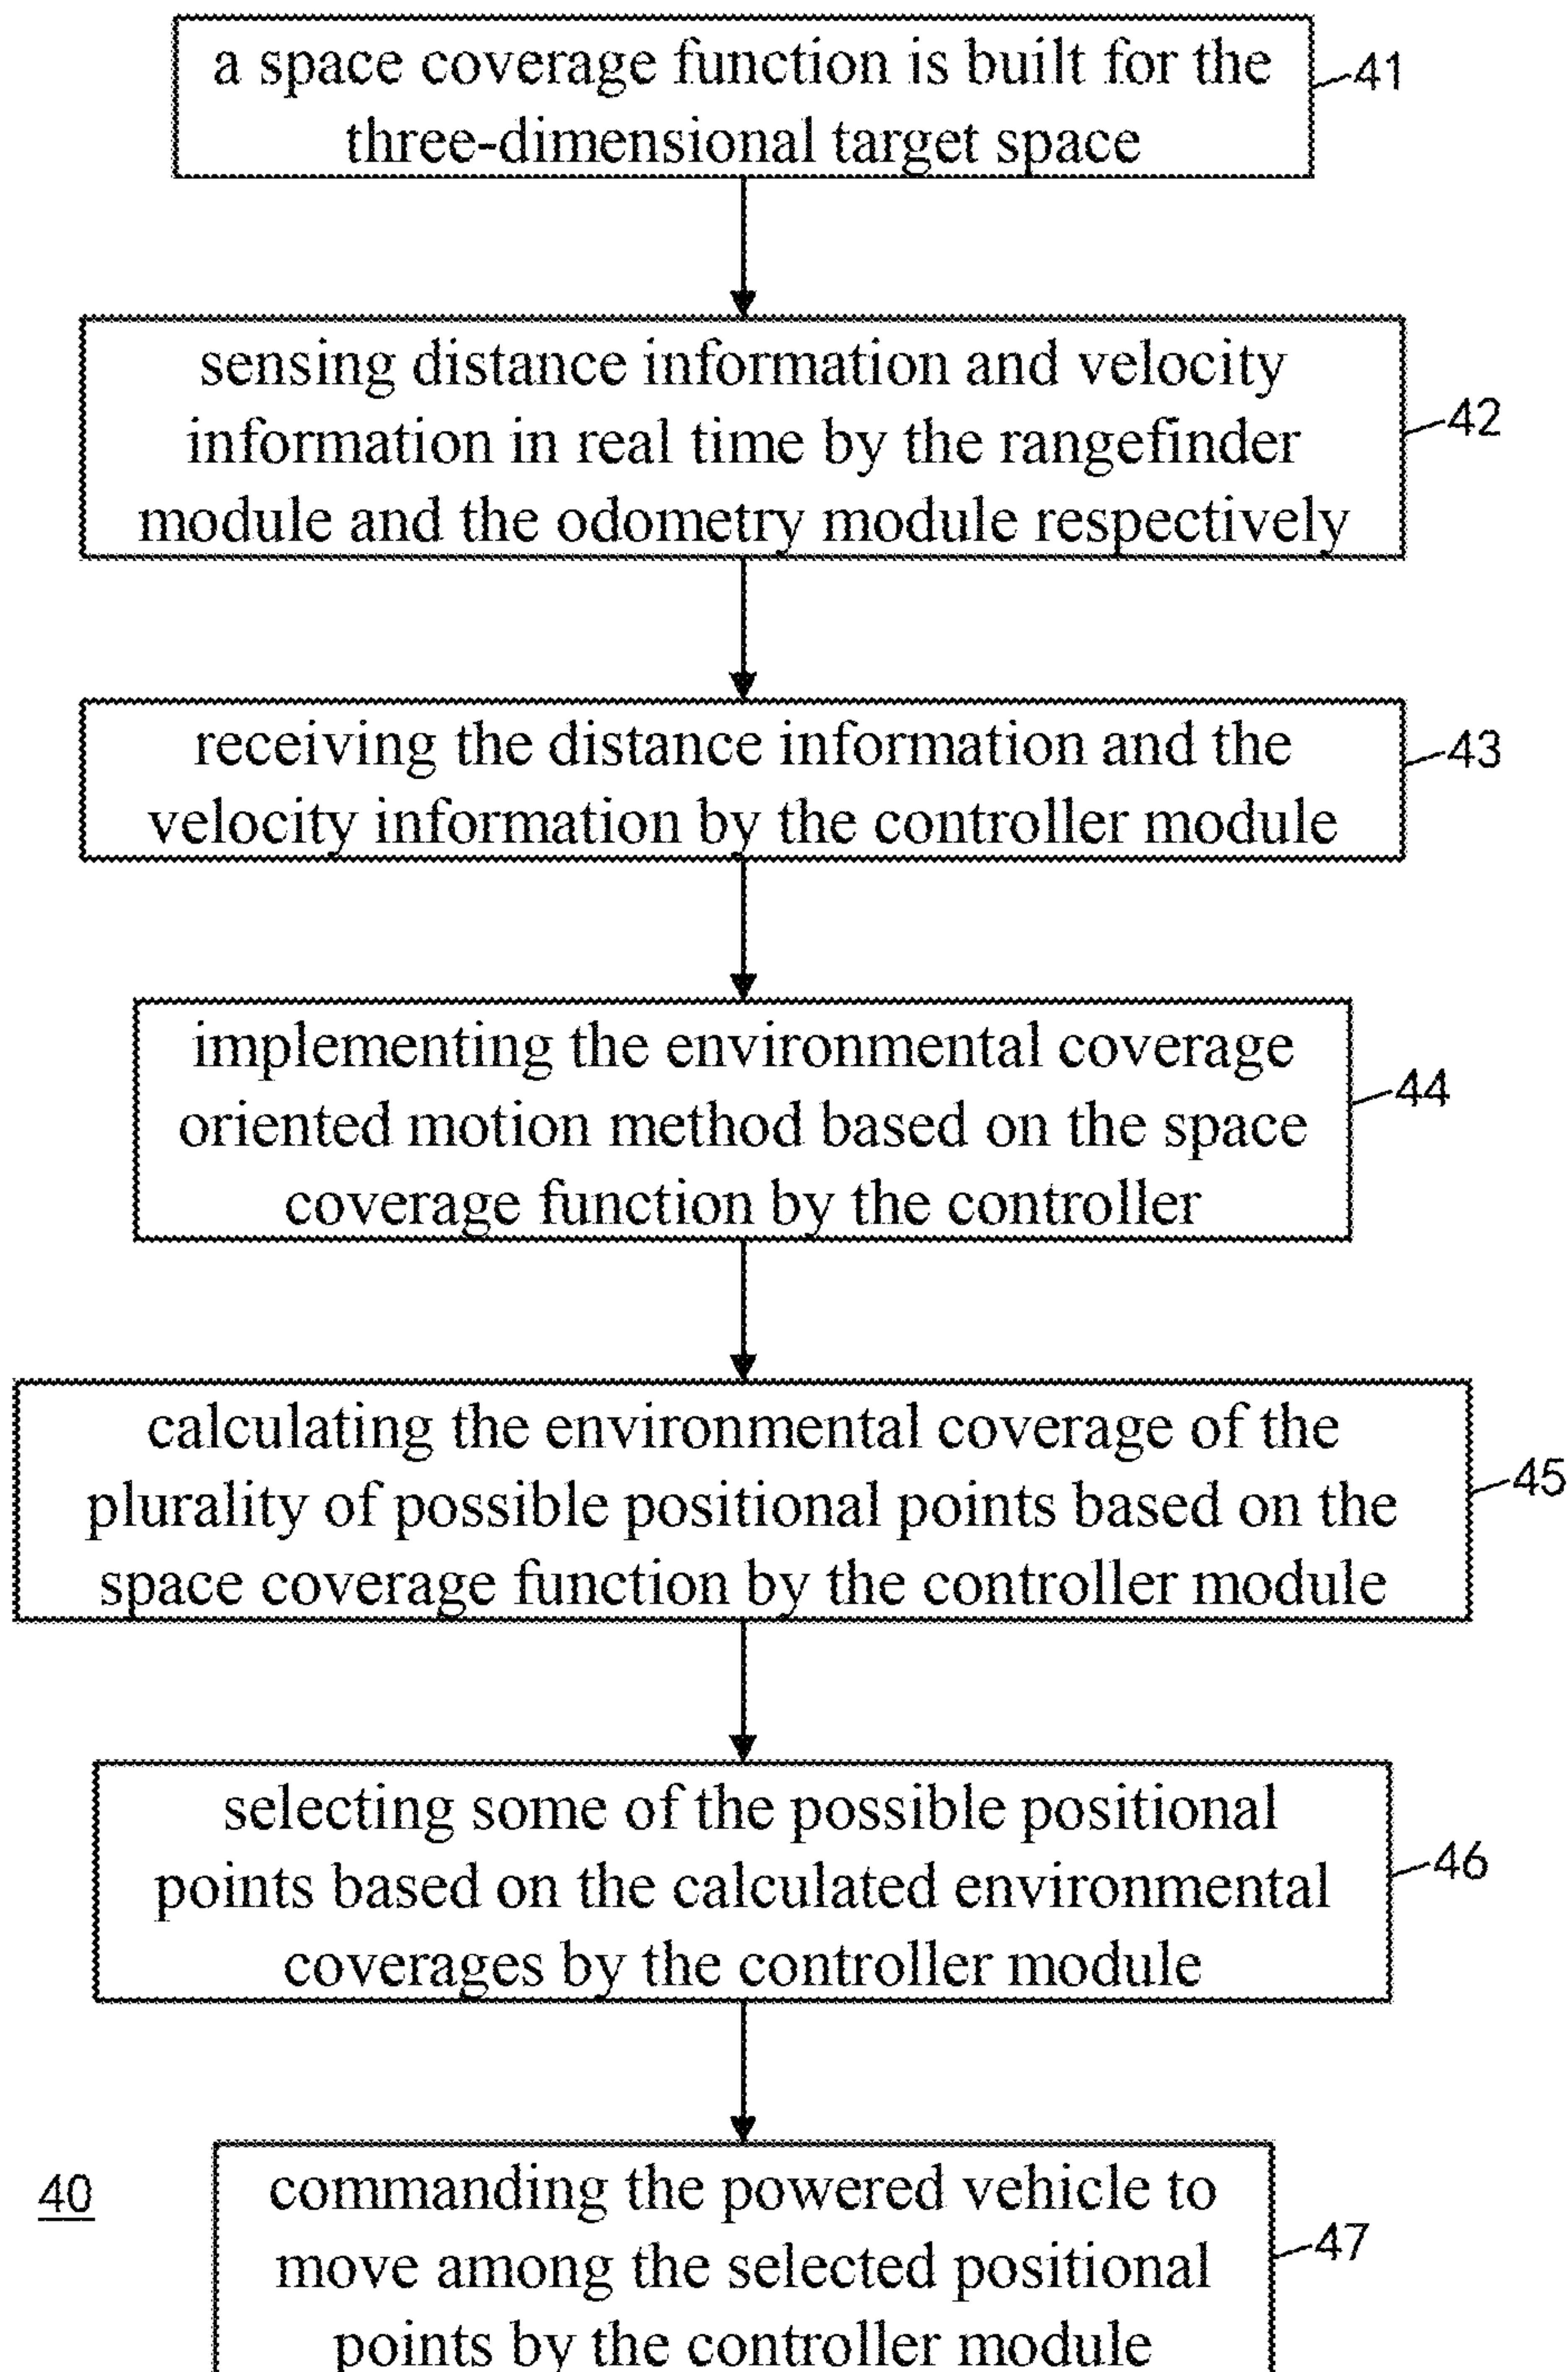 a space coverage function is built for the
three-dimensional target space
41
sensing distance information and velocity
information in real time by the rangefinder
module and the odometry module respectively
42
receiving the distance information and the
velocity information by the controller module
43
implementing the environmental coverage
oriented motion method based on the space
coverage function by the controller
44
calculating the environmental coverage of the
plurality of possible positional points based on the
space coverage function by the controller module
45
selecting some of the possible positional
points based on the calculated environmental
coverages by the controller module
46
40
commanding the powered vehicle to
move among the selected positional
points by the controller module
47